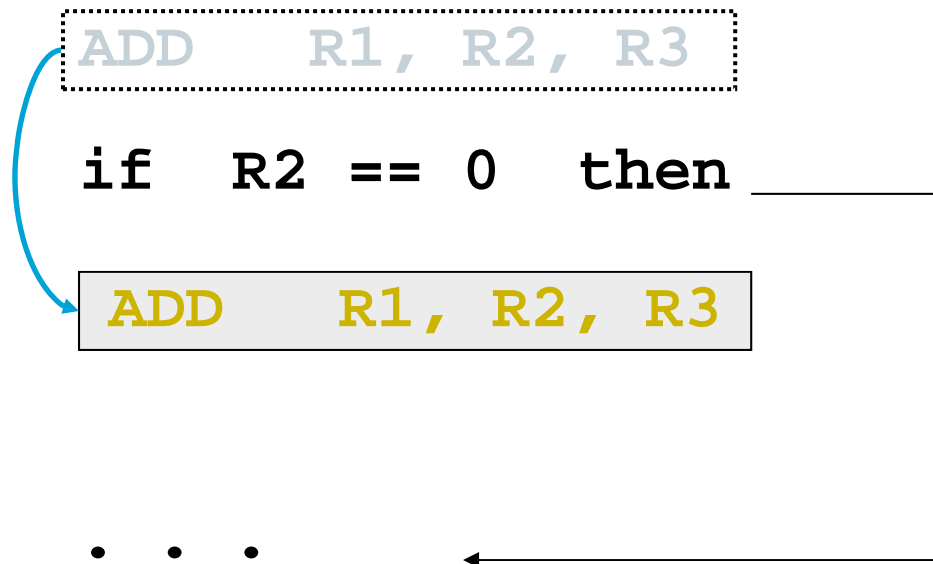 ADD R1, R2, R3
if R2 == 0 then
ADD R1, R2, R3
. . .